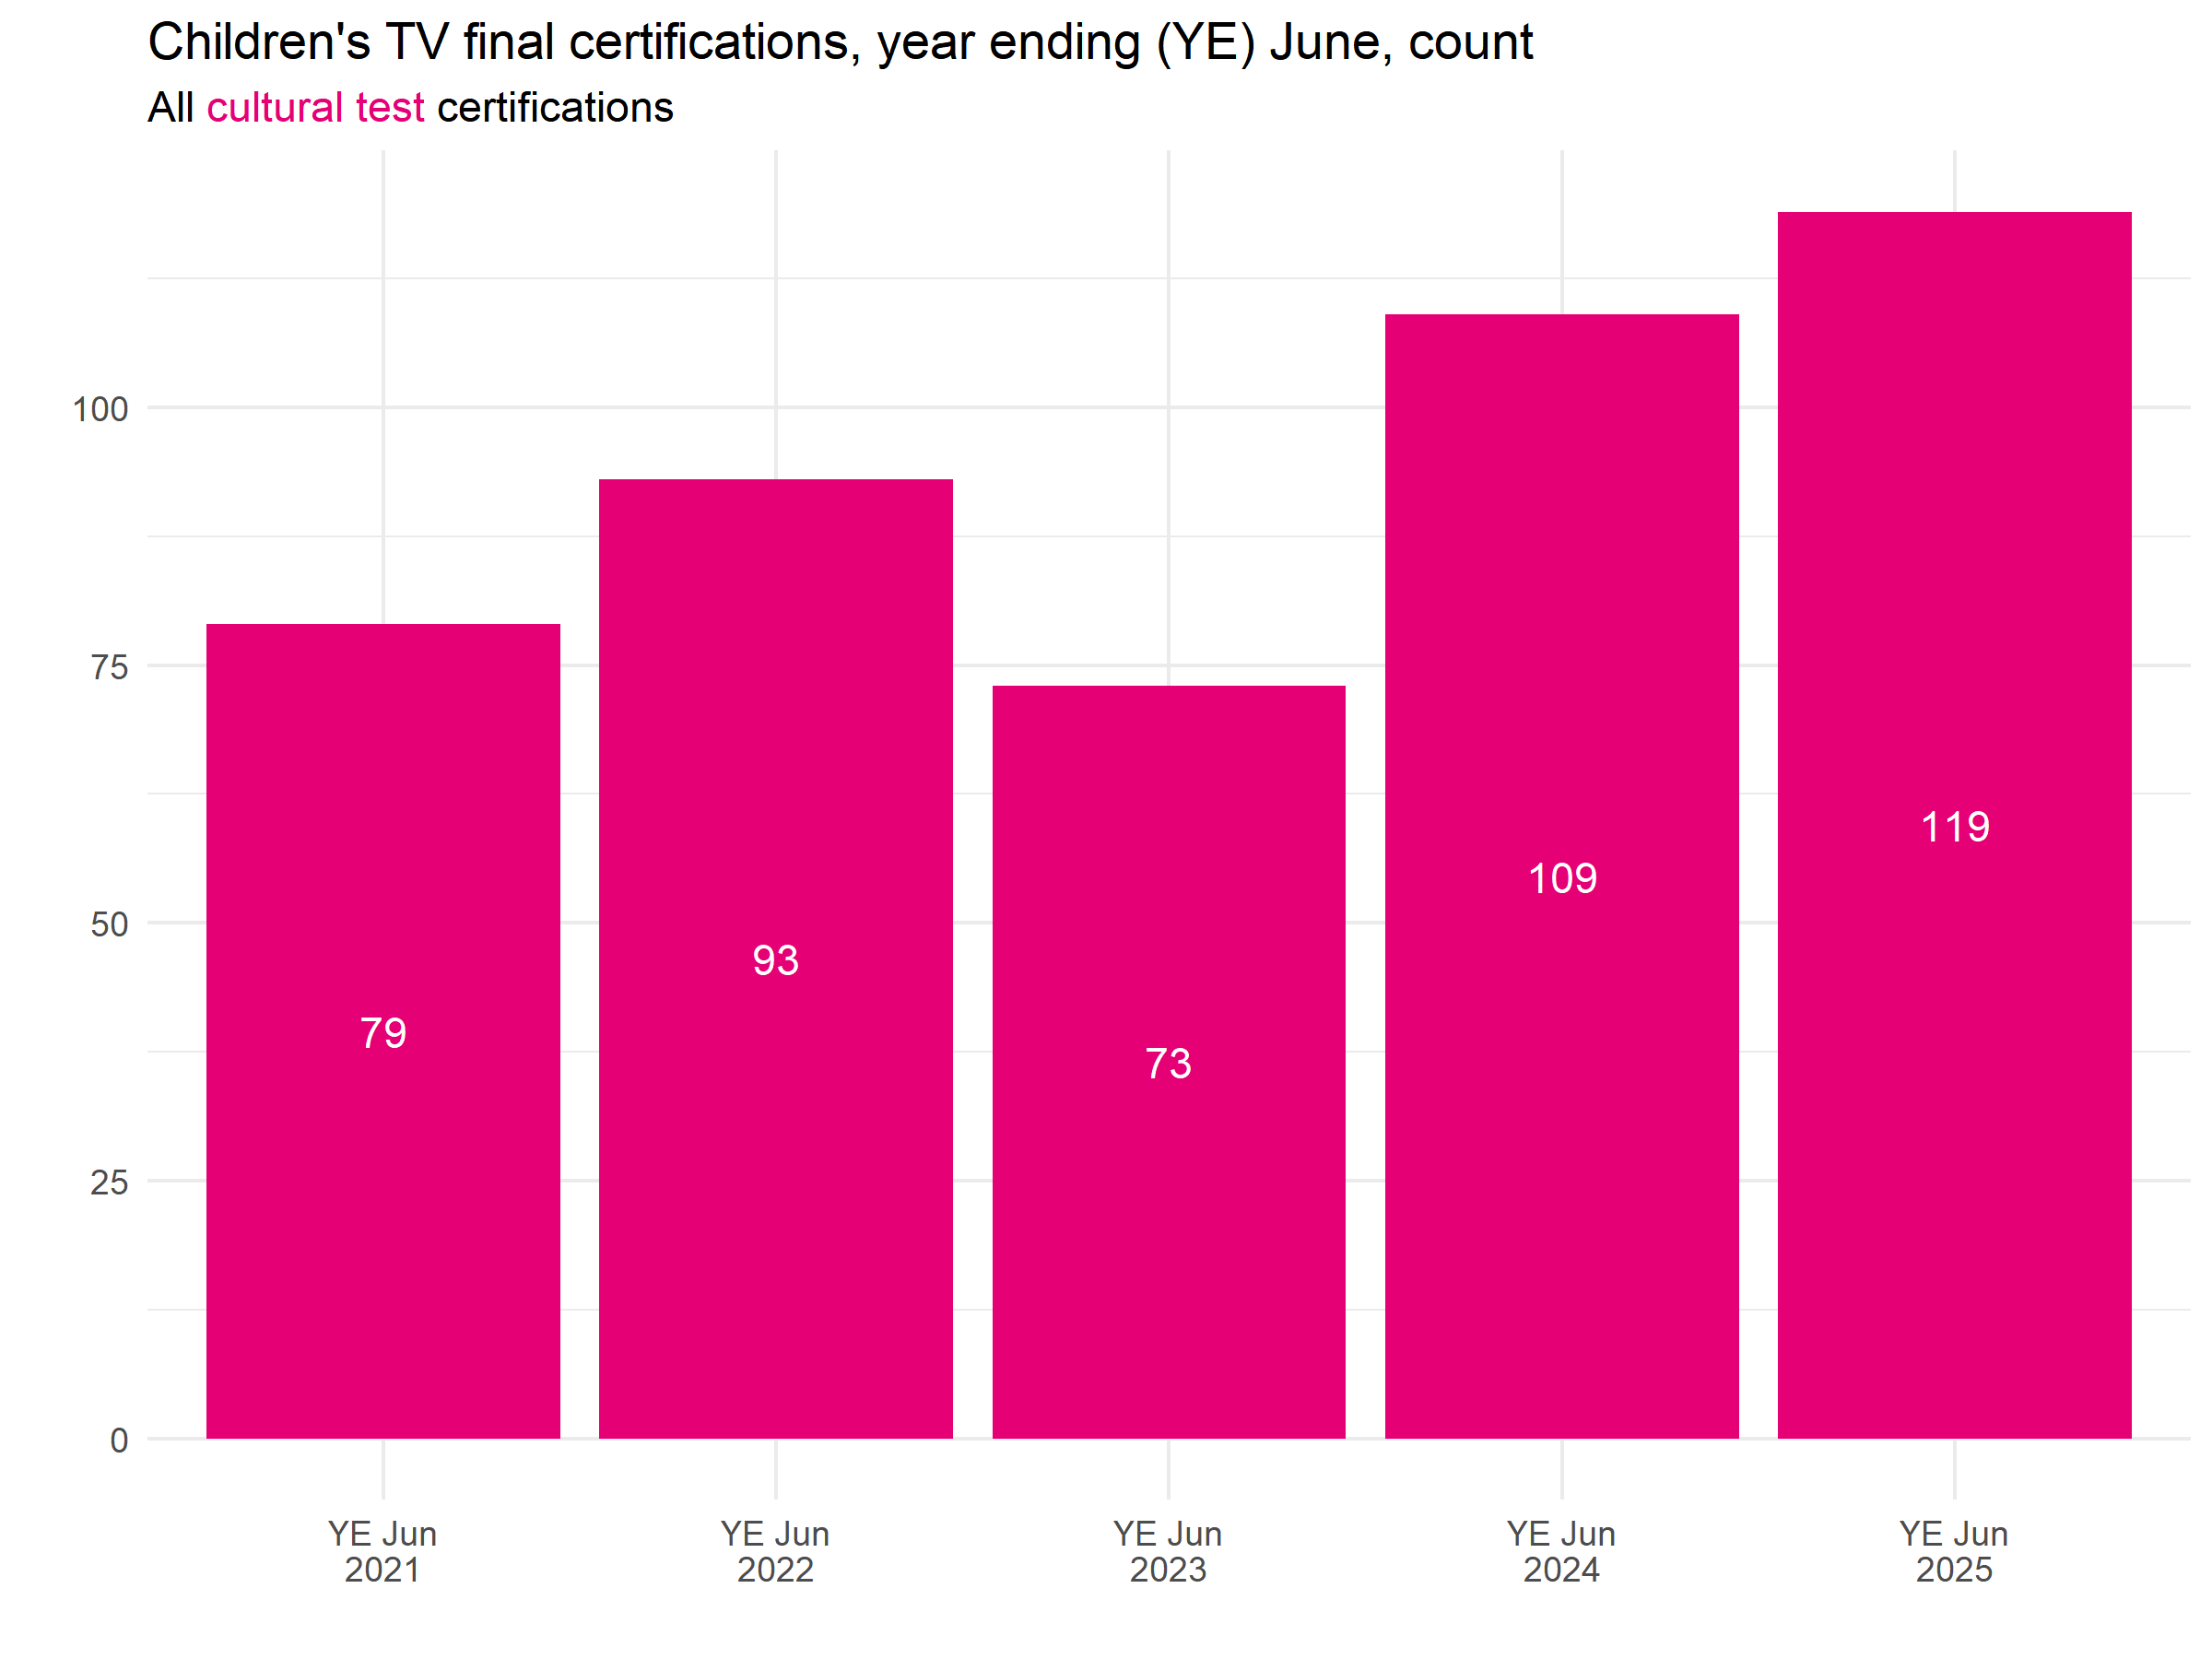 Children's TV final certifications, year ending (YE) June, count
All cultural test certifications
100
75
50
25
0
79
93
73
109
119
YE Jun
2021
YE Jun
2022
YE Jun
2023
YE Jun
2024
YE Jun
2025